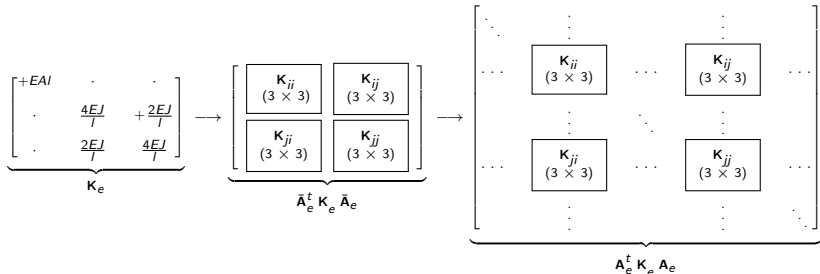 +EAl · ·
· 4EJ/l +2EJ/l
· 2EJ/l 4EJ/l
K_e
→
K_ii (3 × 3) K_ij (3 × 3)
K_ji (3 × 3) K_jj (3 × 3)
Ā_e^t K_e Ā_e
→
⋱ ⋮ ⋮
… K_ii (3 × 3) … K_ij (3 × 3) …
⋮ ⋱ ⋮
… K_ji (3 × 3) … K_jj (3 × 3) …
⋮ ⋮ ⋱
A_e^t K_e A_e